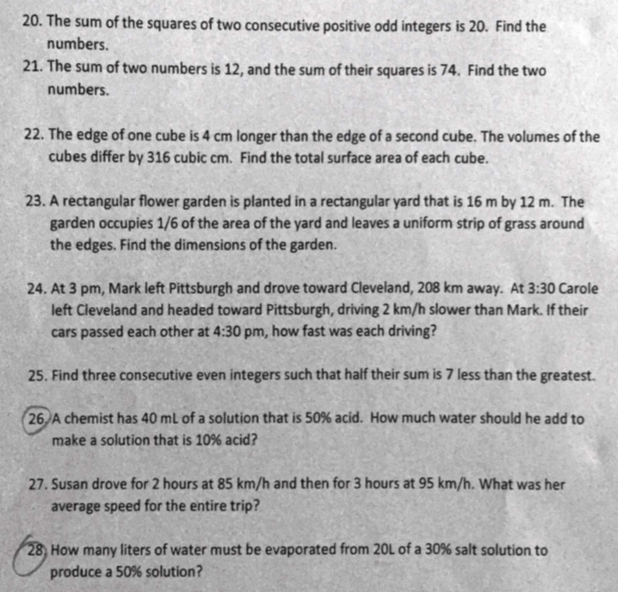 20. The sum of the squares of two consecutive positive odd integers is 20. Find the
numbers.
21. The sum of two numbers is 12, and the sum of their squares is 74. Find the two
numbers.
22. The edge of one cube is 4 cm longer than the edge of a second cube. The volumes of the
cubes differ by 316 cubic cm. Find the total surface area of each cube.
23. A rectangular flower garden is planted in a rectangular yard that is 16 m by 12 m. The
garden occupies 1/6 of the area of the yard and leaves a uniform strip of grass around
the edges. Find the dimensions of the garden.
24. At 3 pm, Mark left Pittsburgh and drove toward Cleveland, 208 km away. At 3:30 Carole
left Cleveland and headed toward Pittsburgh, driving 2 km/h slower than Mark. If their
cars passed each other at 4:30 pm, how fast was each driving?
25. Find three consecutive even integers such that half their sum is 7 less than the greatest.
26. A chemist has 40 mL of a solution that is 50% acid. How much water should he add to
make a solution that is 10% acid?
27. Susan drove for 2 hours at 85 km/h and then for 3 hours at 95 km/h. What was her
average speed for the entire trip?
28. How many liters of water must be evaporated from 20L of a 30% salt solution to
produce a 50% solution?